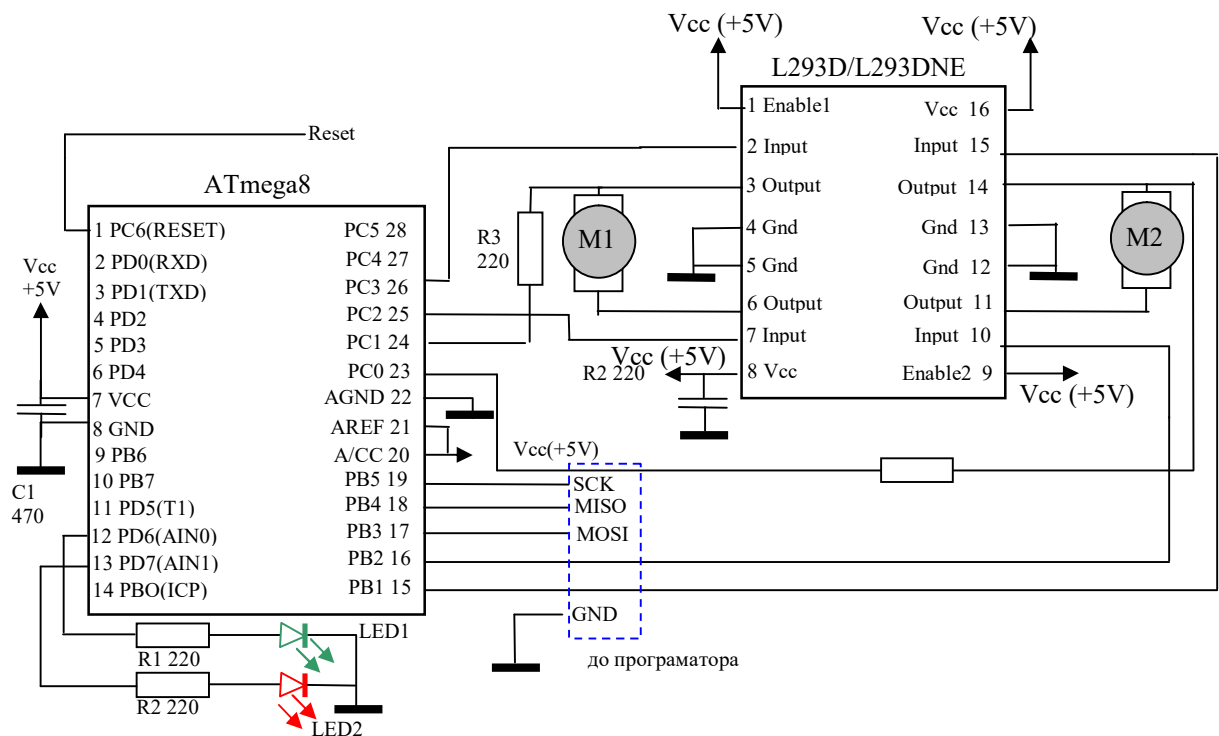 Vcc (+5V)
Vcc (+5V)
L293D/L293DNE
1 Enable1
Vcc 16
2 Input
Input 15
3 Output
Output 14
4 Gnd
Gnd 13
5 Gnd
Gnd 12
6 Output
Output 11
7 Input
Input 10
8 Vcc
Enable2 9
Vcc (+5V)
R2 220
Vcc (+5V)
M1
M2
R3
220
Reset
ATmega8
1 PC6(RESET)
PC5 28
2 PD0(RXD)
PC4 27
3 PD1(TXD)
PC3 26
4 PD2
PC2 25
5 PD3
PC1 24
6 PD4
PC0 23
7 VCC
AGND 22
8 GND
AREF 21
9 PB6
A/CC 20
10 PB7
PB5 19
11 PD5(T1)
PB4 18
12 PD6(AIN0)
PB3 17
13 PD7(AIN1)
PB2 16
14 PBO(ICP)
PB1 15
Vcc
+5V
C1
470
Vcc(+5V)
SCK
MISO
MOSI
GND
до програматора
R1 220
LED1
R2 220
LED2